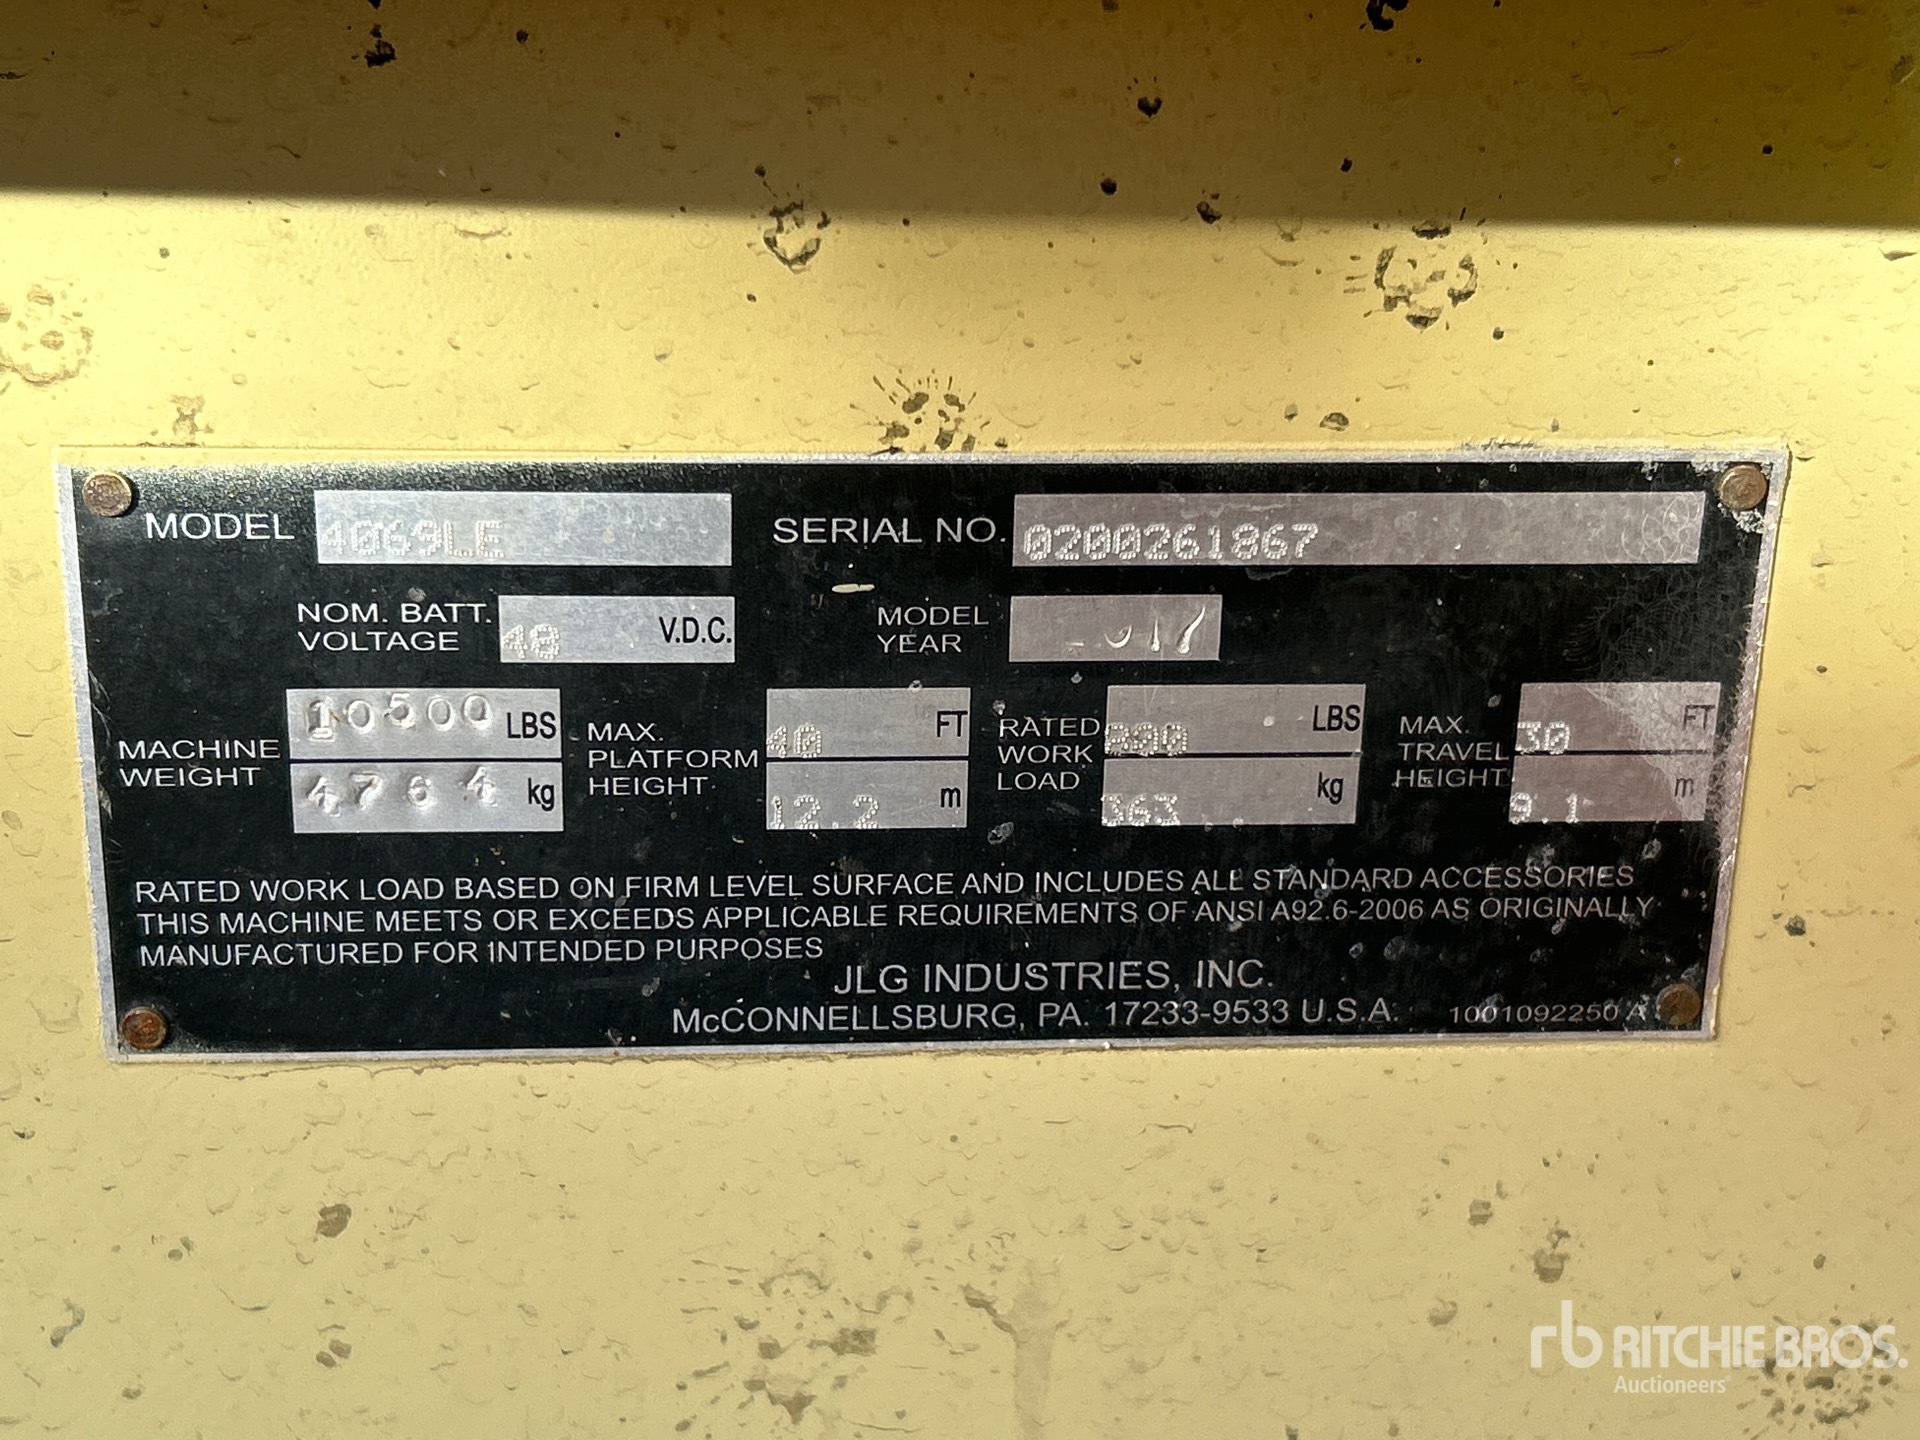 MODEL 4069LE SERIAL NO. 0200261867
NOM. BATT. VOLTAGE 48 V.D.C. MODEL YEAR
MACHINE WEIGHT 10500 LBS 4764 kg
MAX. PLATFORM HEIGHT 40 FT 12.2 m
RATED WORK LOAD LBS 363 kg
MAX. TRAVEL HEIGHT 30 FT 9.1 m
RATED WORK LOAD BASED ON FIRM LEVEL SURFACE AND INCLUDES ALL STANDARD ACCESSORIES
THIS MACHINE MEETS OR EXCEEDS APPLICABLE REQUIREMENTS OF ANSI A92.6-2006 AS ORIGINALLY
MANUFACTURED FOR INTENDED PURPOSES
JLG INDUSTRIES, INC.
McCONNELLSBURG, PA. 17233-9533 U.S.A. 1001092250 A
rb RITCHIE BROS.
Auctioneers